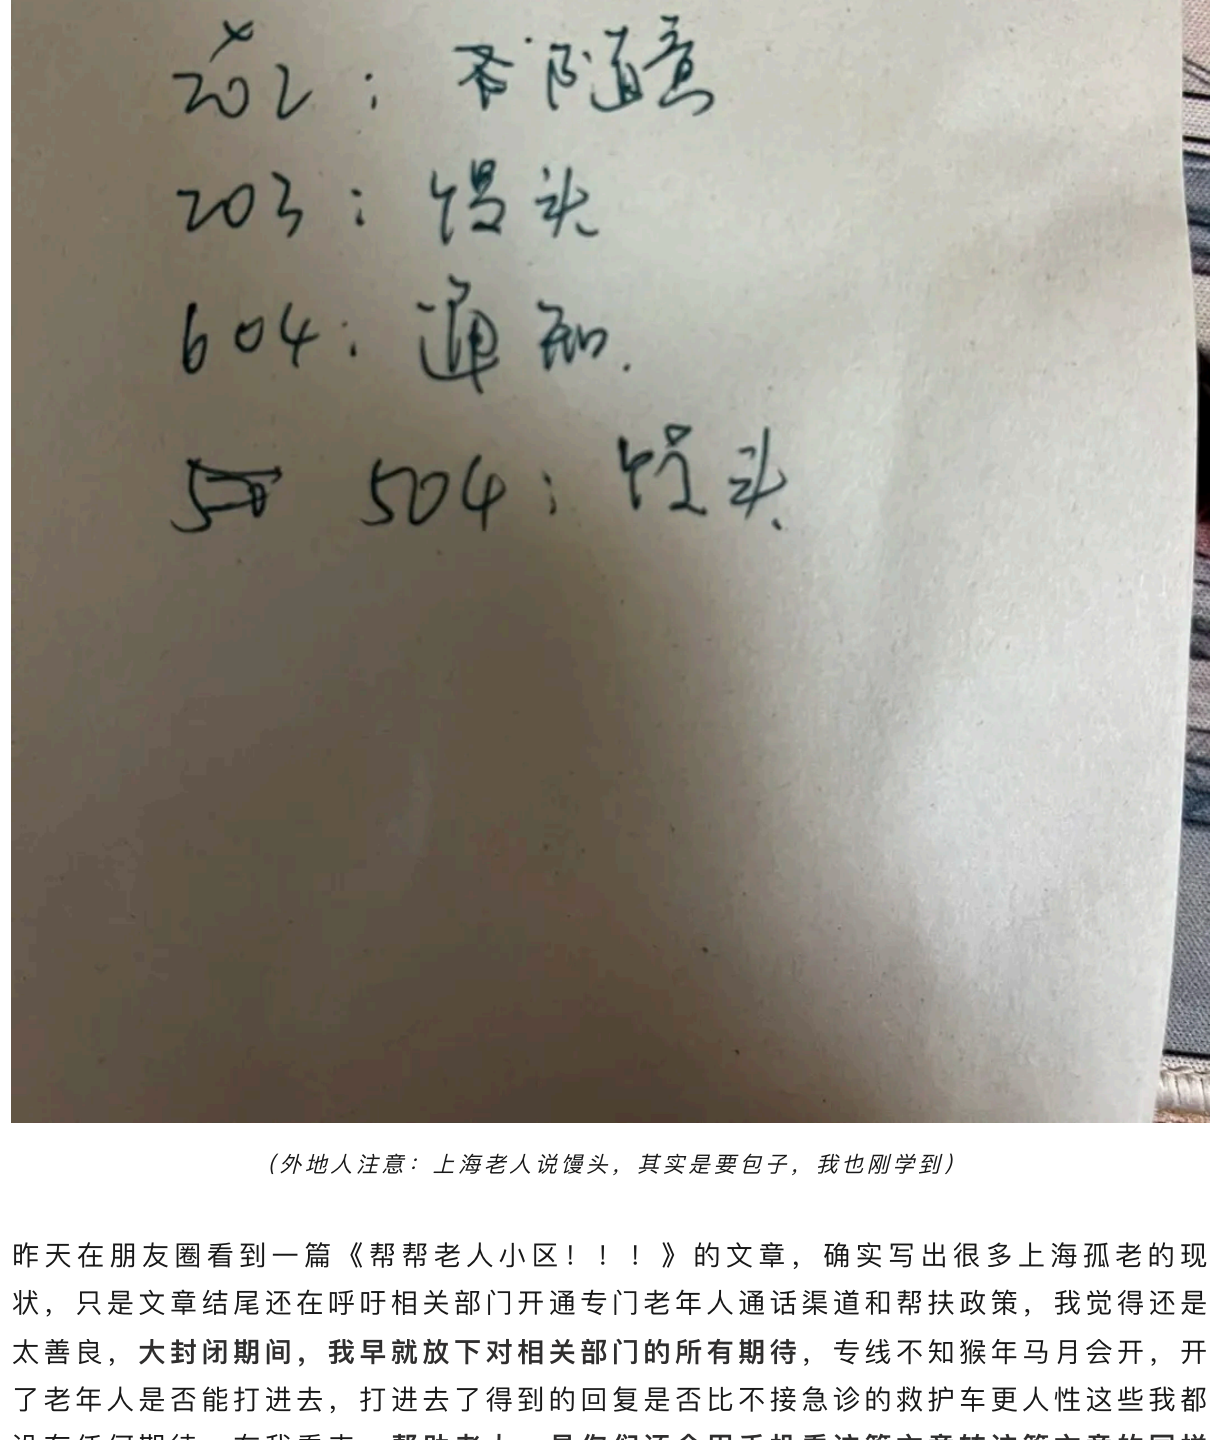 202：不随意
203：馒头
604：通知.
504：馒头
（外地人注意：上海老人说馒头，其实是要包子，我也刚学到）
昨天在朋友圈看到一篇《帮帮老人小区！！！》的文章，确实写出很多上海孤老的现
状，只是文章结尾还在呼吁相关部门开通专门老年人通话渠道和帮扶政策，我觉得还是
太善良，大封闭期间，我早就放下对相关部门的所有期待，专线不知猴年马月会开，开
了老年人是否能打进去，打进去了得到的回复是否比不接急诊的救护车更人性这些我都